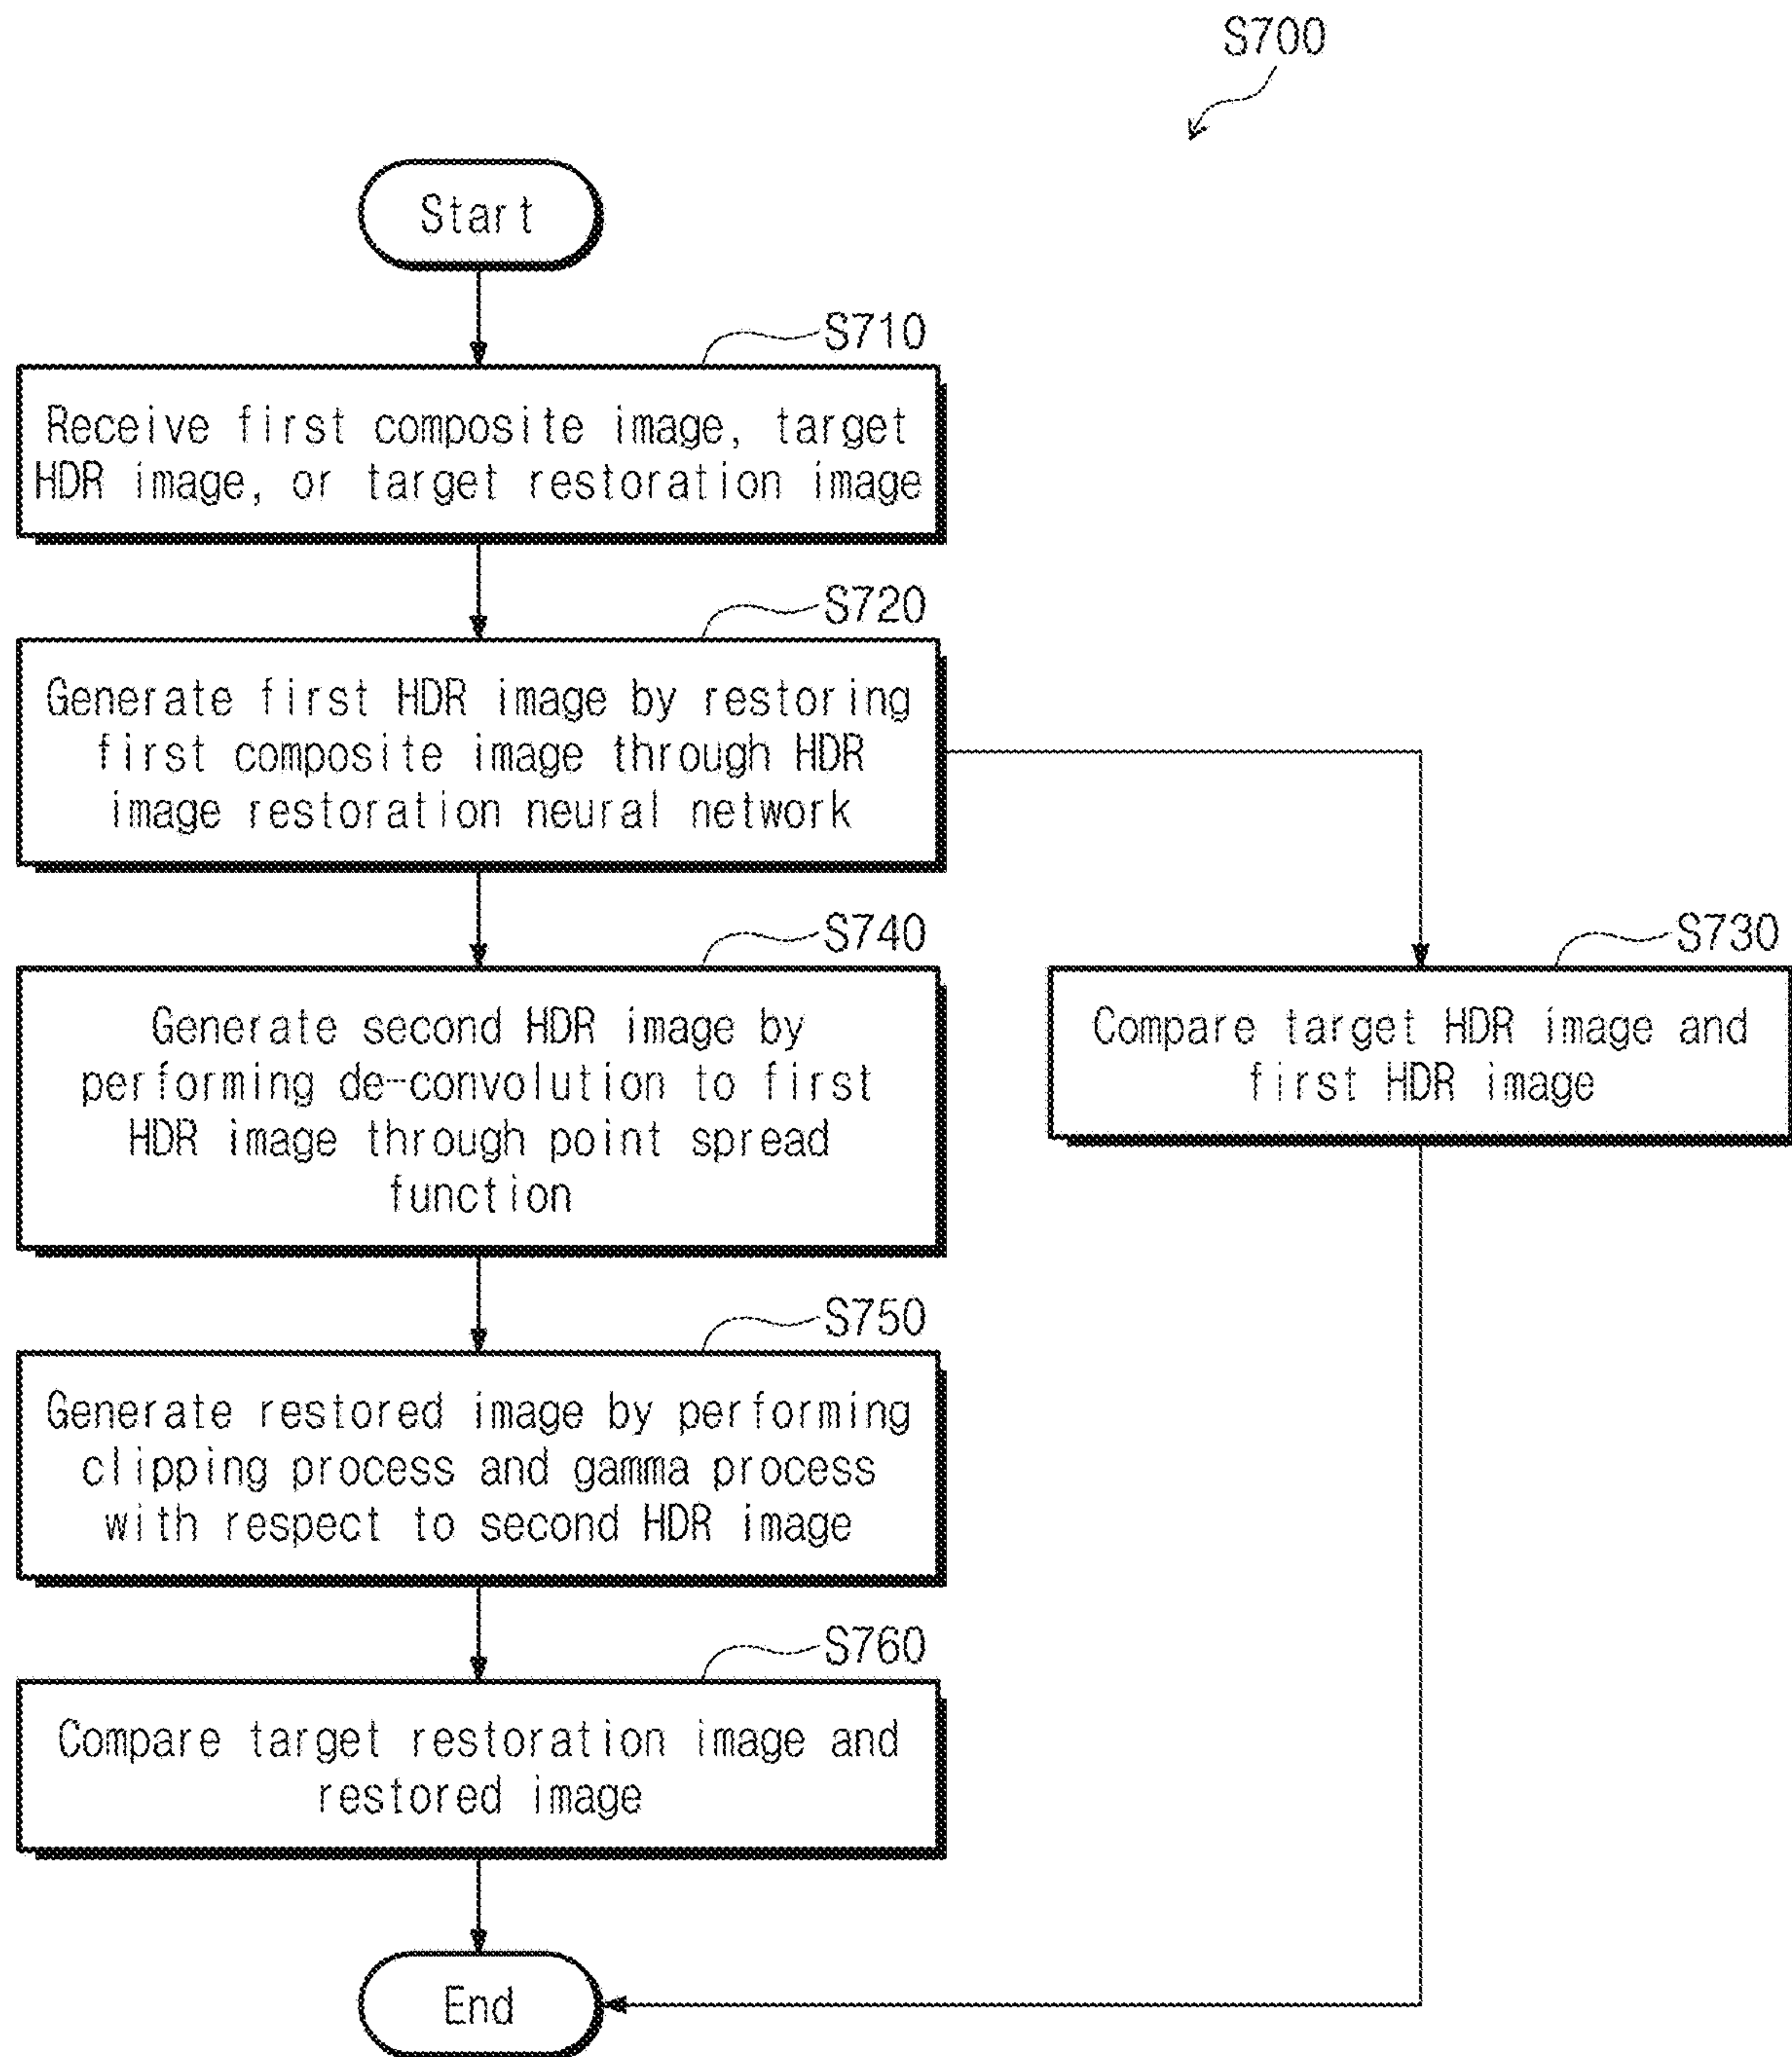 S700
Start
S710
Receive first composite image, target
HDR image, or target restoration image
S720
Generate first HDR image by restoring
first composite image through HDR
image restoration neural network
S740
Generate second HDR image by
performing de-convolution to first
HDR image through point spread
function
S730
Compare target HDR image and
first HDR image
S750
Generate restored image by performing
clipping process and gamma process
with respect to second HDR image
S760
Compare target restoration image and
restored image
End